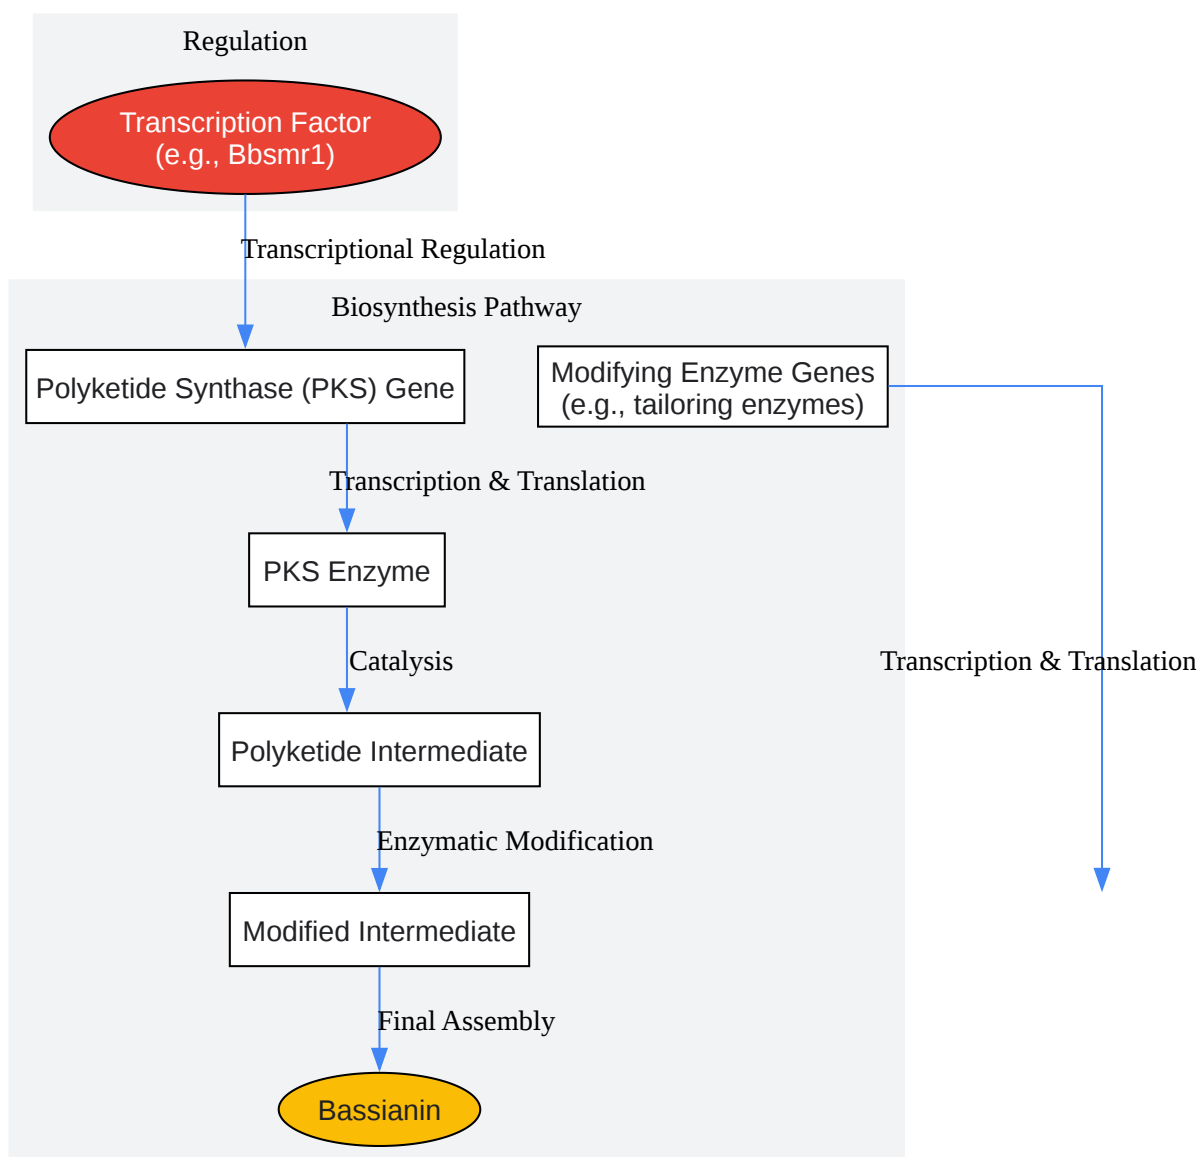 Regulation
Transcription Factor
(e.g., Bbsmr1)
Transcriptional Regulation
Biosynthesis Pathway
Polyketide Synthase (PKS) Gene
Modifying Enzyme Genes
(e.g., tailoring enzymes)
Transcription & Translation
PKS Enzyme
Catalysis
Transcription & Translation
Polyketide Intermediate
Enzymatic Modification
Modified Intermediate
Final Assembly
Bassianin